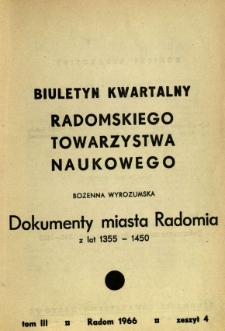 BIULETYN KWARTALNY
RADOMSKIEGO
TOWARZYSTWA
NAUKOWEGO
BOZENNA WYROZUMSKA
Dokumenty miasta Radomia
z lat 1355 – 1450
tom III Radom 1966 zeszyt 4